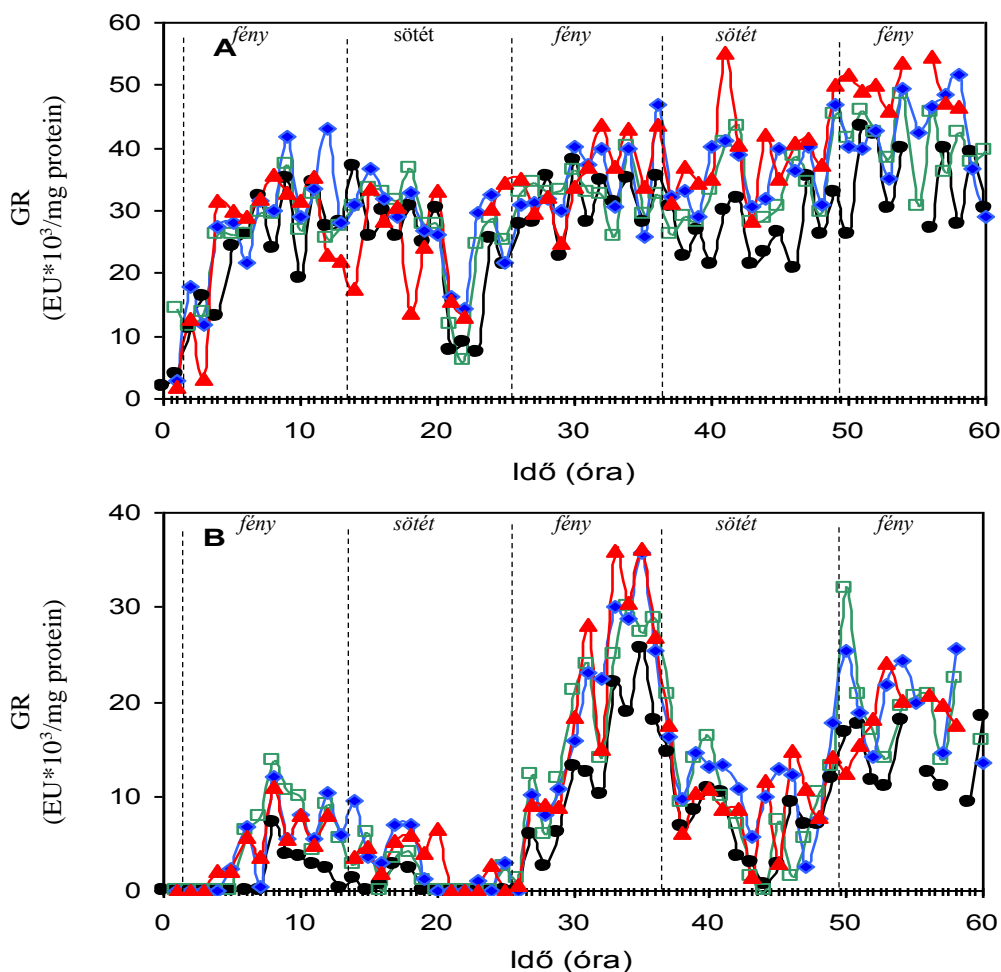 60
50
40
30
20
10
0
GR
(EU*10³/mg protein)
A
fény
sötét
fény
sötét
fény
0 10 20 30 40 50 60
Idő (óra)
40
30
20
10
0
GR
(EU*10³/mg protein)
B
fény
sötét
fény
sötét
fény
0 10 20 30 40 50 60
Idő (óra)